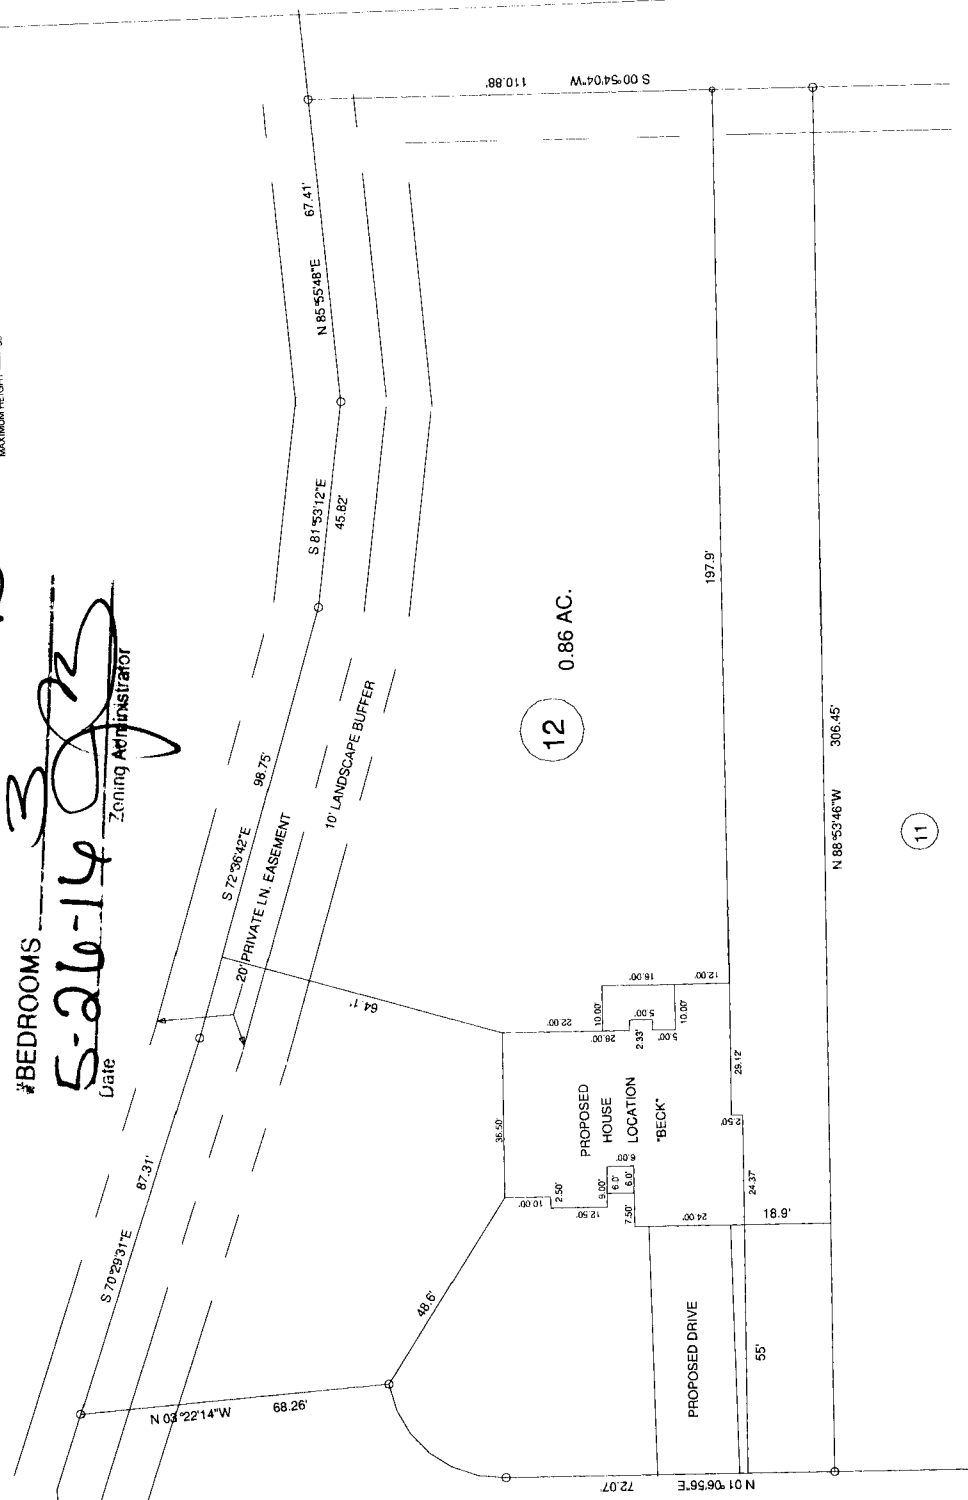 MAXIMUM HEIGHT
#BEDROOMS 3
5-26-14
Date
Zoning Administrator
110.88'
S 00°54'04"W
67.41'
N 85°55'48"E
S 81°53'12"E
45.82'
98.75'
S 72°36'42"E
20' PRIVATE LN. EASEMENT
10' LANDSCAPE BUFFER
87.31'
S 70°29'31"E
N 03°22'14"W
68.26'
48.6'
64.1'
197.9'
12
0.86 AC.
306.45'
N 88°53'46"W
11
36.50'
22.00'
10.00'
16.00'
12.00'
28.00'
2.33'
5.00'
5.00'
10.00'
29.12'
2.50'
24.37'
PROPOSED
HOUSE
LOCATION
"BECK"
10.00'
2.50'
12.50'
9.00'
6.0'
6.0'
6.00'
7.50'
24.00'
18.9'
PROPOSED DRIVE
55'
72.07'
N 01°06'56"E